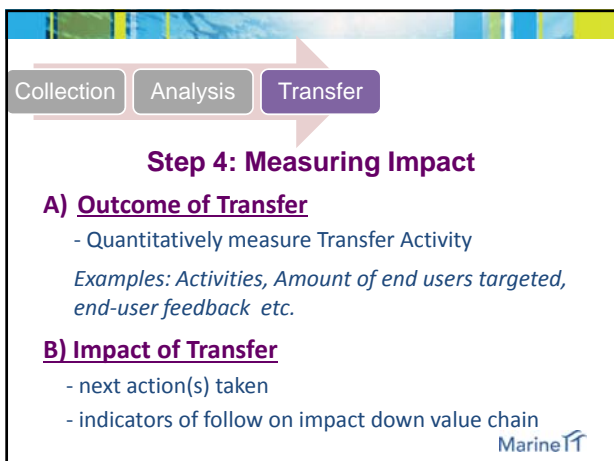 Collection Analysis Transfer
Step 4: Measuring Impact
A) Outcome of Transfer
- Quantitatively measure Transfer Activity
Examples: Activities, Amount of end users targeted,
end-user feedback etc.
B) Impact of Transfer
- next action(s) taken
- indicators of follow on impact down value chain
Marine TT